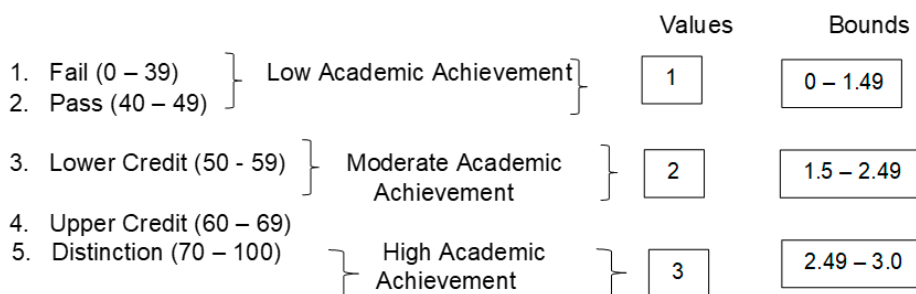 Values Bounds
1. Fail (0 – 39) Low Academic Achievement 1 0 – 1.49
2. Pass (40 – 49)
3. Lower Credit (50 - 59) Moderate Academic 2 1.5 – 2.49
Achievement
4. Upper Credit (60 – 69)
5. Distinction (70 – 100) High Academic 3 2.49 – 3.0
Achievement